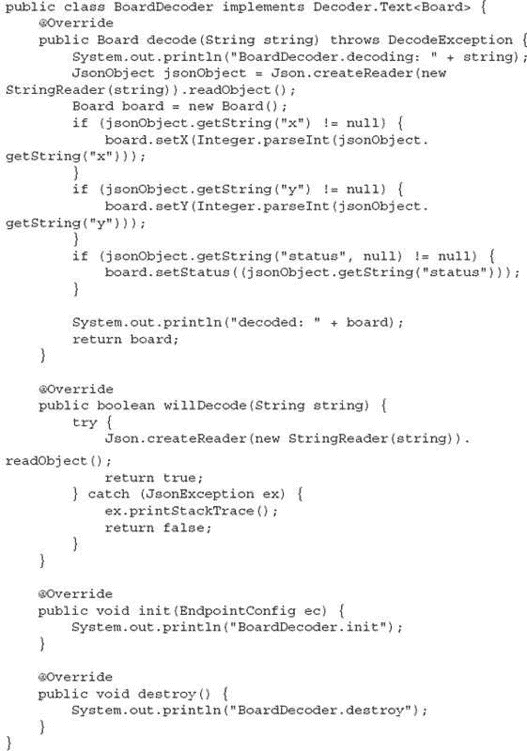 public class BoardDecoder implements Decoder.Text<Board> {
    @Override
    public Board decode(String string) throws DecodeException {
        System.out.println("BoardDecoder.decoding: " + string);
        JsonObject jsonObject = Json.createReader(new
StringReader(string)).readObject();
        Board board = new Board();
        if (jsonObject.getString("x") != null) {
            board.setX(Integer.parseInt(jsonObject.
getString("x")));
        }
        if (jsonObject.getString("y") != null) {
            board.setY(Integer.parseInt(jsonObject.
getString("y")));
        }
        if (jsonObject.getString("status", null) != null) {
            board.setStatus((jsonObject.getString("status")));
        }

        System.out.println("decoded: " + board);
        return board;
    }

    @Override
    public boolean willDecode(String string) {
        try {
            Json.createReader(new StringReader(string)).
readObject();
            return true;
        } catch (JsonException ex) {
            ex.printStackTrace();
            return false;
        }
    }

    @Override
    public void init(EndpointConfig ec) {
        System.out.println("BoardDecoder.init");
    }

    @Override
    public void destroy() {
        System.out.println("BoardDecoder.destroy");
    }
}